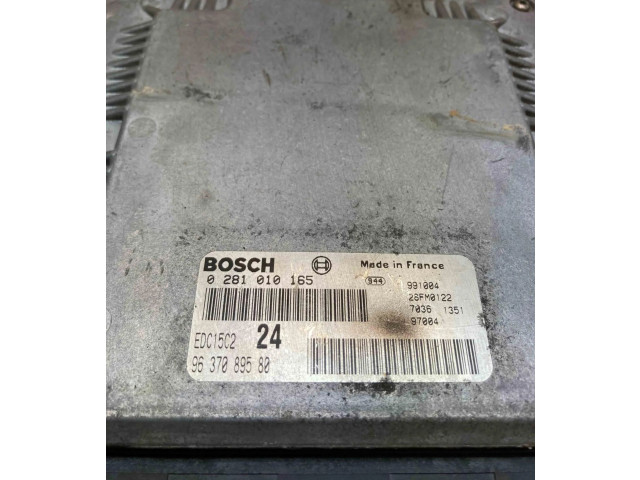 BOSCH Made in France
0 281 010 165 944 991004
28FM0122
7036 1351
97004
EDC15C2 24
96 370 895 80